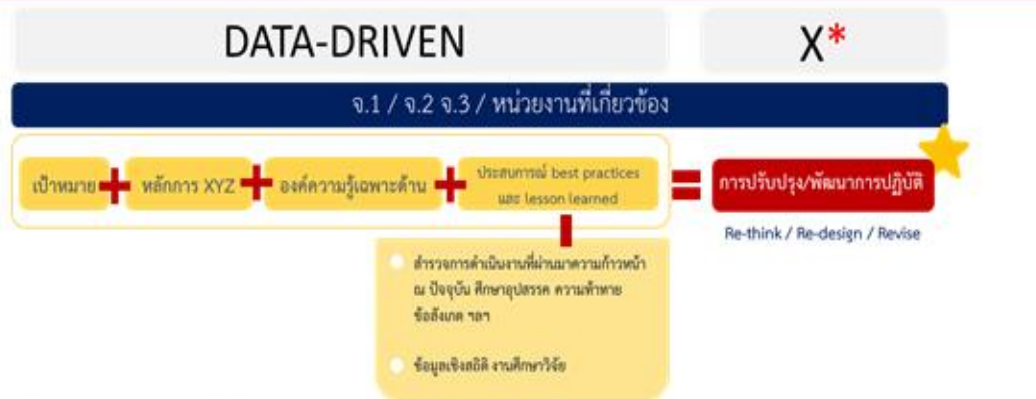 DATA-DRIVEN
X*
จ.1 / จ.2 จ.3 / หน่วยงานที่เกี่ยวข้อง
เป้าหมาย + หลักการ XYZ + องค์ความรู้เฉพาะด้าน + ประสบการณ์ best practices
และ lesson learned
= การปรับปรุง/พัฒนาการปฏิบัติ
Re-think / Re-design / Revise
สำรวจการดำเนินงานที่ผ่านมาความก้าวหน้า
ณ ปัจจุบัน ศึกษาอุปสรรค ความท้าทาย
ข้อสังเกต ฯลฯ
ข้อมูลเชิงสถิติ งานศึกษาวิจัย